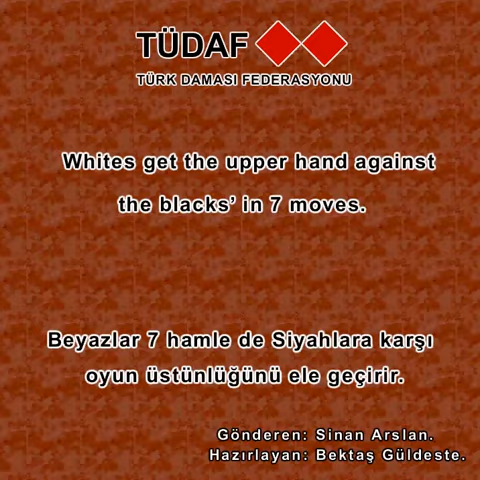 TÜDAF
TÜRK DAMASI FEDERASYONU
Whites get the upper hand against
the blacks’ in 7 moves.
Beyazlar 7 hamle de Siyahlara karşı
oyun üstünlüğünü ele geçirir.
Gönderen: Sinan Arslan.
Hazırlayan: Bektaş Güldeste.